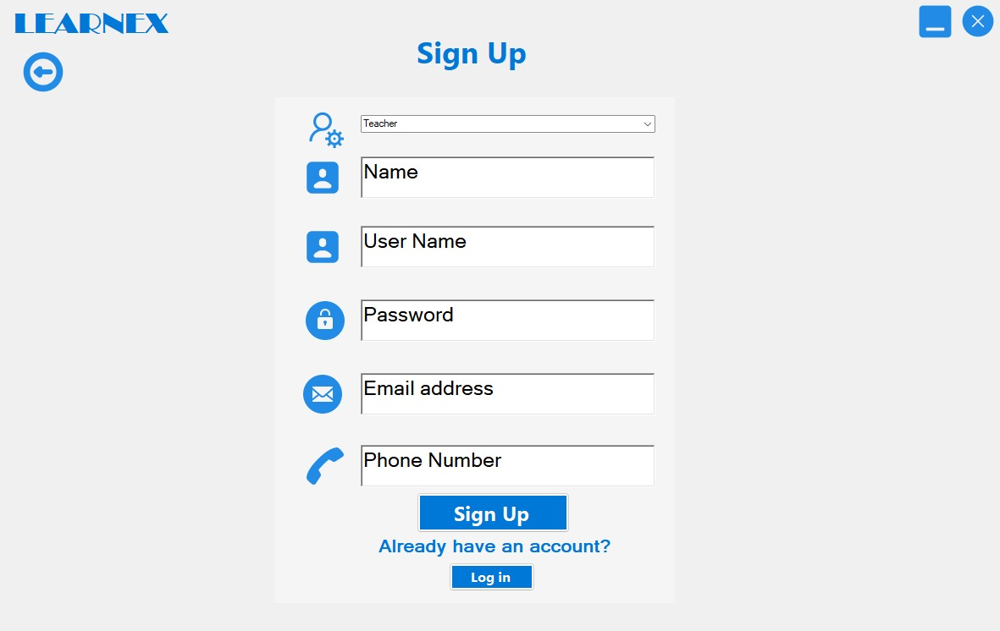 LEARNEX
Sign Up
Teacher
Name
User Name
Password
Email address
Phone Number
Sign Up
Already have an account?
Log in